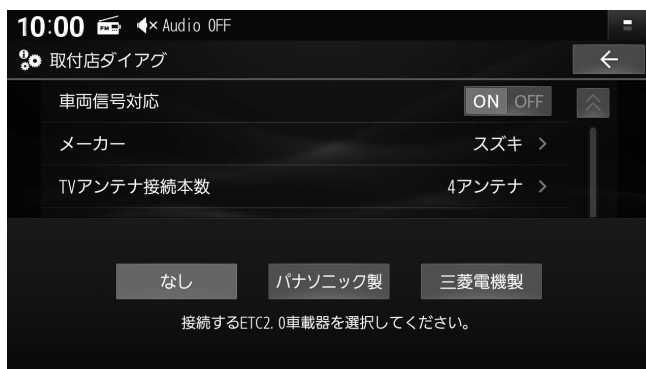 10:00 FM Audio OFF
取付店ダイアグ
車両信号対応 ON OFF
メーカー スズキ
TVアンテナ接続本数 4アンテナ
なし パナソニック製 三菱電機製
接続するETC2.0車載器を選択してください。